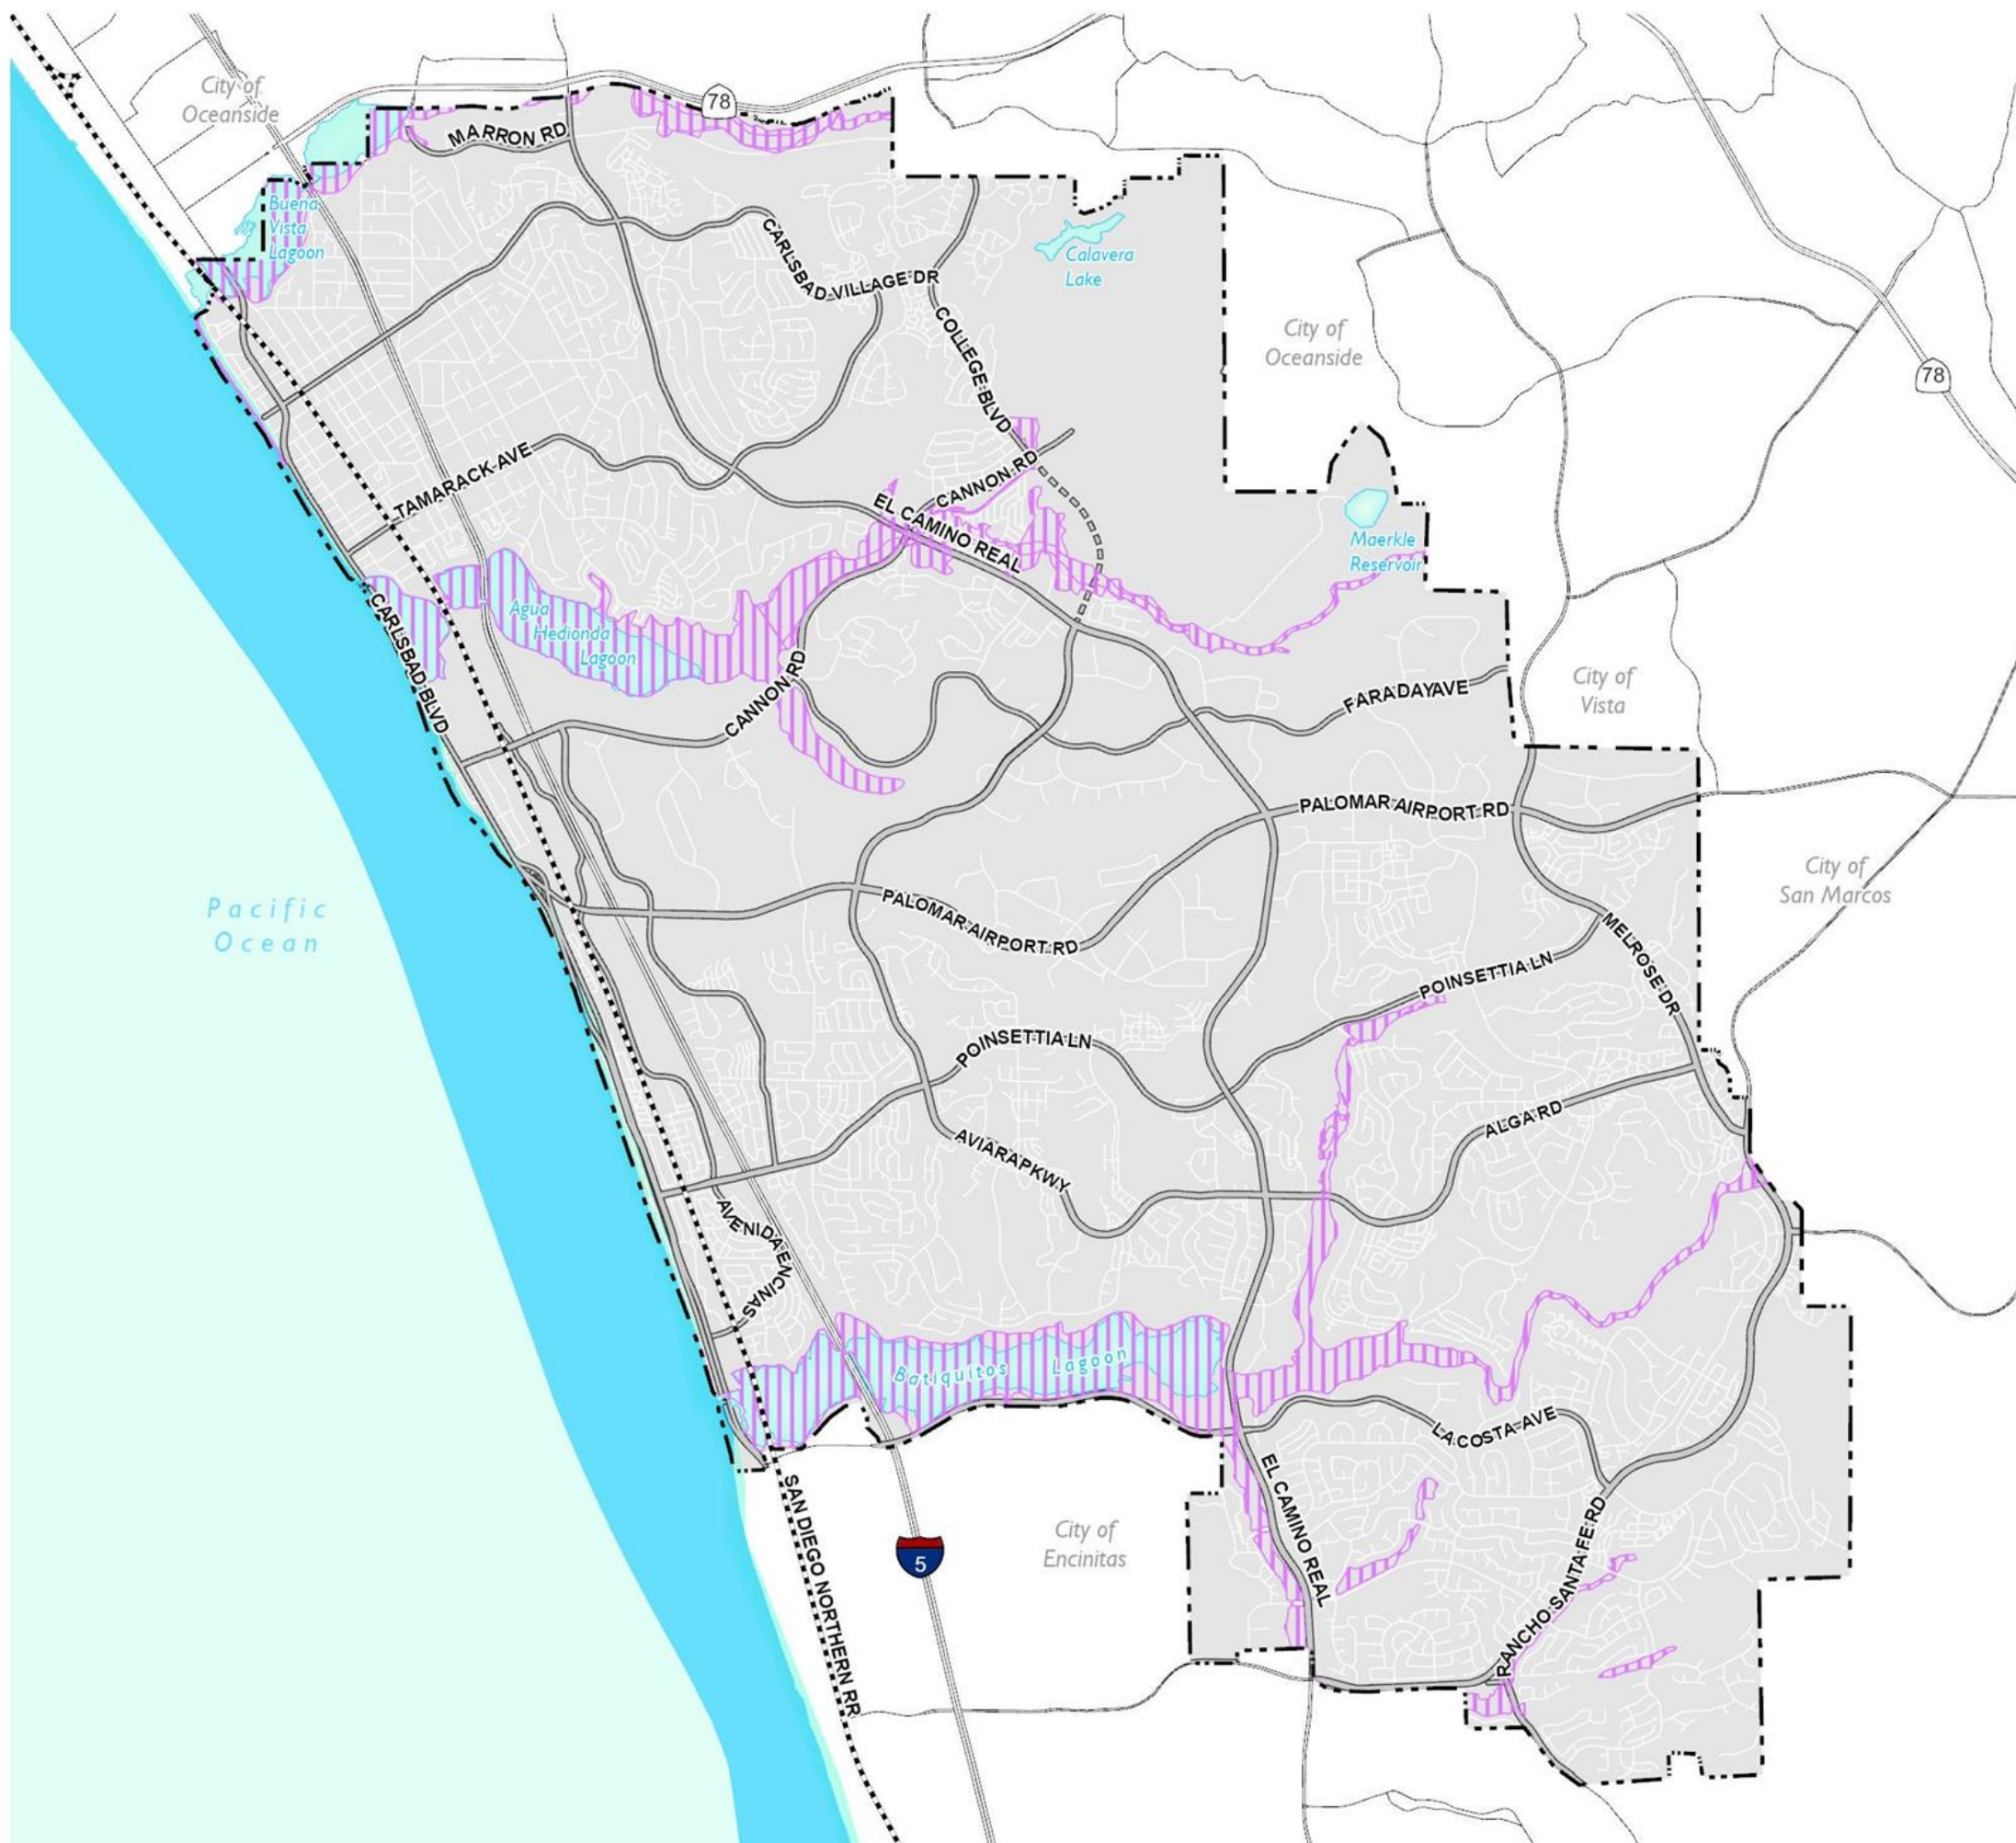 City of
Oceanside
78
MARRON RD
Buena
Vista
Lagoon
CARLSBAD VILLAGE DR
Calavera
Lake
City of
Oceanside
COLLEGE BLVD
78
TAMARACK AVE
CANNON RD
EL CAMINO REAL
Maerkle
Reservoir
Agua
Hedionda
Lagoon
CARLSBAD BLVD
CANNON RD
FARADAY AVE
City of
Vista
PALOMAR AIRPORT RD
City of
San Marcos
Pacific
Ocean
PALOMAR AIRPORT RD
MELROSE DR
POINSETTIA LN
POINSETTIA LN
ALGA RD
AVIARA PKWY
AVENIDA ENCINAS
Batiquitos Lagoon
LA COSTA AVE
EL CAMINO REAL
SAN DIEGO NORTHERN RR
City of
Encinitas
5
RANCHO SANTA FE RD